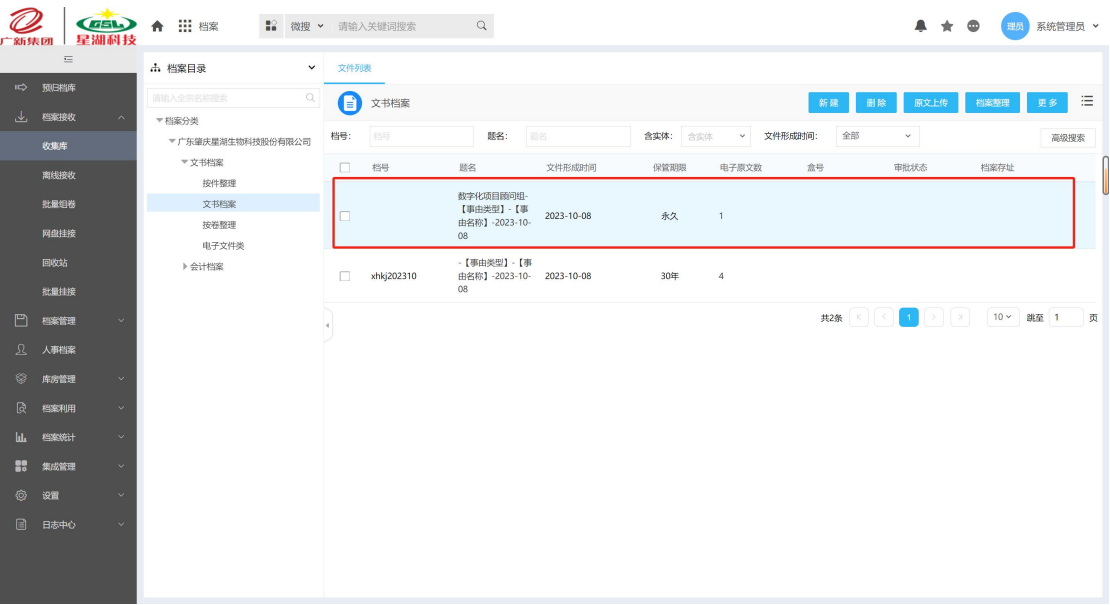 广新集团
GSL
星湖科技
档案
微搜
请输入关键词搜索
理员
系统管理员
预归档库
档案接收
收集库
离线接收
批量组卷
网盘挂接
回收站
批量挂接
档案管理
人事档案
库房管理
档案利用
档案统计
集成管理
设置
日志中心
档案目录
请输入全宗名称搜索
档案分类
广东肇庆星湖生物科技股份有限公司
文书档案
按件整理
文书档案
按卷整理
电子文件类
会计档案
文件列表
文书档案
新 建 删 除 原文上传 档案整理 更 多
档号: 档号 题名: 题名 含实体: 含实体 文件形成时间: 全部 高级搜索
档号 题名 文件形成时间 保管期限 电子原文数 盒号 审批状态 档案存址
数字化项目顾问组-
【事由类型】-【事
由名称】-2023-10-
08
2023-10-08 永久 1
xhkj202310
-【事由类型】-【事
由名称】-2023-10-
08
2023-10-08 30年 4
共2条 1 10 跳至 1 页